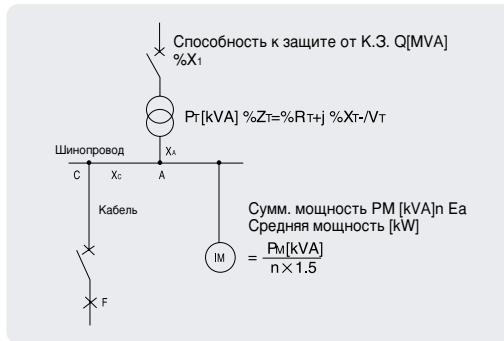 Способность к защите от К.З. Q[MVA]
%X1
PT[kVA] %ZT=%RT+j %XT-/VT
Шинопровод
XA
C XC A
Кабель
Сумм. мощность PM [kVA]n Ea
Средняя мощность [kW]
IM = PM[kVA]
n×1.5
F